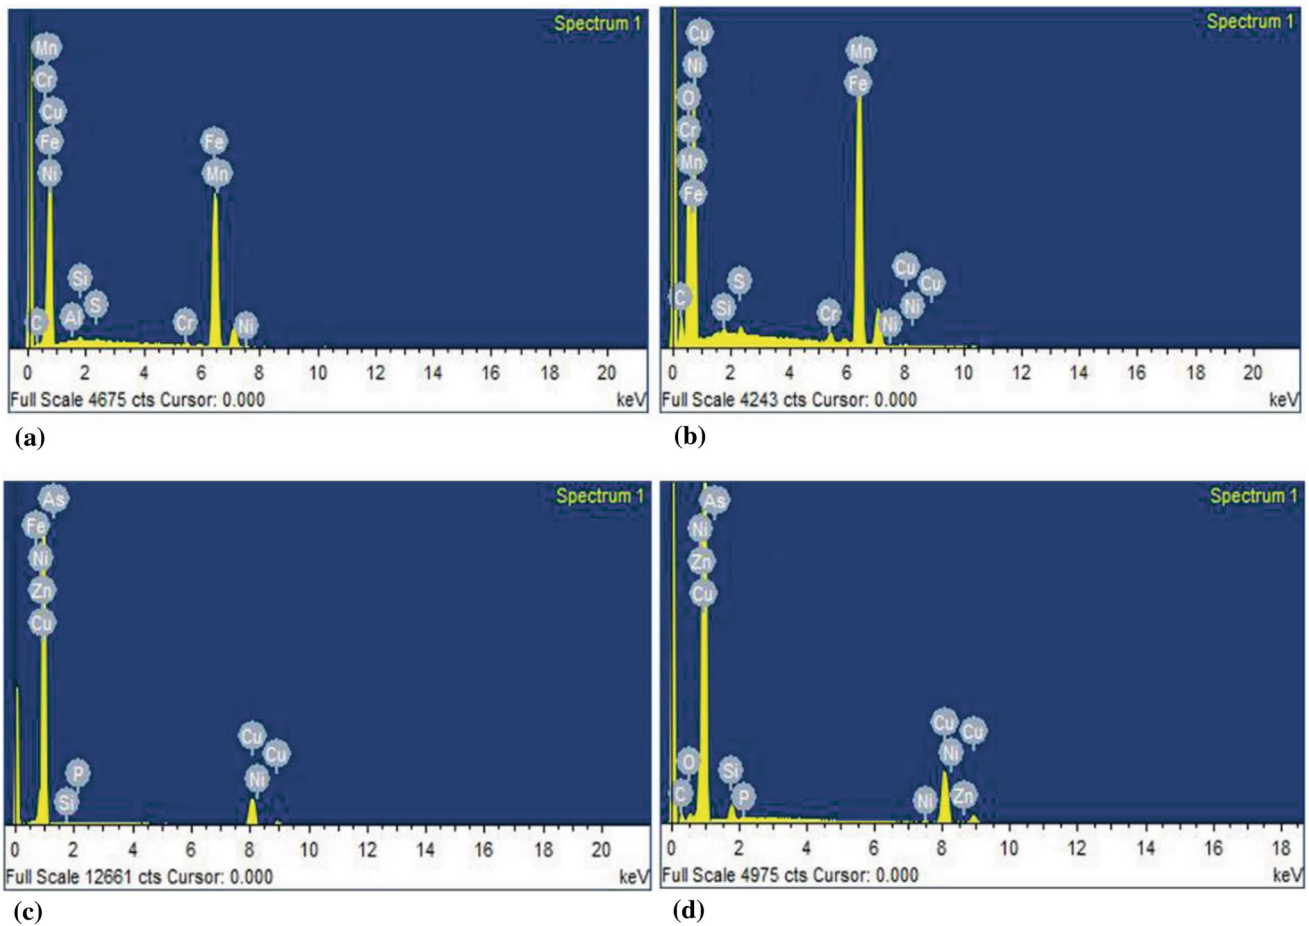 Spectrum 1
Mn
Cr
Cu
Fe
Ni
Si
Al
S
C
Fe
Mn
Cr
Ni
0 2 4 6 8 10 12 14 16 18 20
Full Scale 4675 cts Cursor: 0.000 keV
(a)
Spectrum 1
Cu
Ni
O
Cr
Mn
Fe
C
Si
S
Mn
Fe
Cr
Cu
Cu
Ni
Ni
0 2 4 6 8 10 12 14 16 18 20
Full Scale 4243 cts Cursor: 0.000 keV
(b)
Spectrum 1
As
Fe
Ni
Zn
Cu
P
Si
Cu
Cu
Ni
0 2 4 6 8 10 12 14 16 18 20
Full Scale 12661 cts Cursor: 0.000 keV
(c)
Spectrum 1
As
Ni
Zn
Cu
O
C
Si
P
Cu
Cu
Ni
Ni
Zn
0 2 4 6 8 10 12 14 16 18
Full Scale 4975 cts Cursor: 0.000 keV
(d)